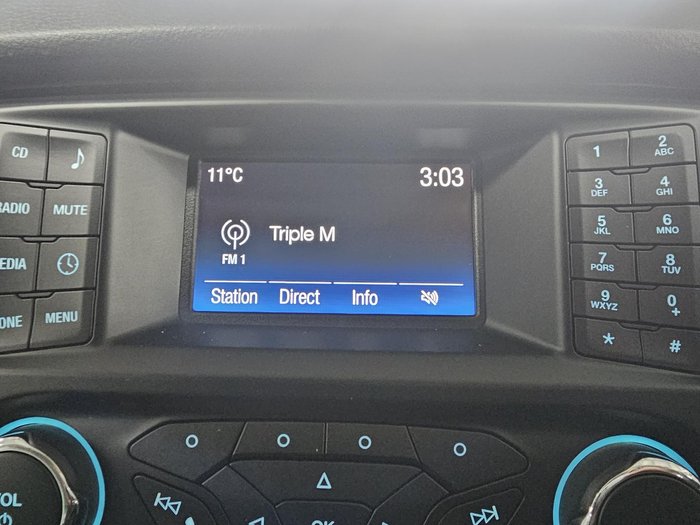 CD
RADIO
MUTE
MEDIA
PHONE
MENU
11°C
3:03
Triple M
FM 1
Station
Direct
Info
1
2
ABC
3
DEF
4
GHI
5
JKL
6
MNO
7
PQRS
8
TUV
9
WXYZ
0
+
*
#
VOL
OK